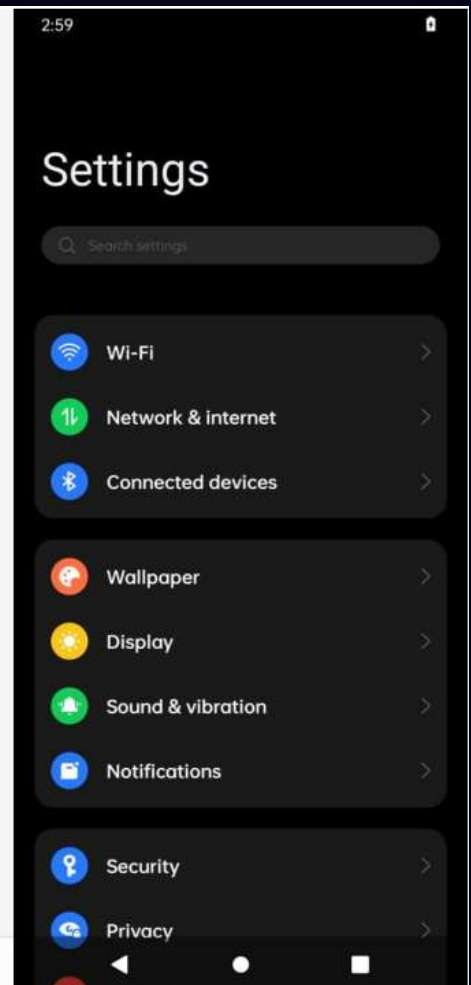 2:59
Settings
Search settings
Wi-Fi
Network & internet
Connected devices
Wallpaper
Display
Sound & vibration
Notifications
Security
Privacy